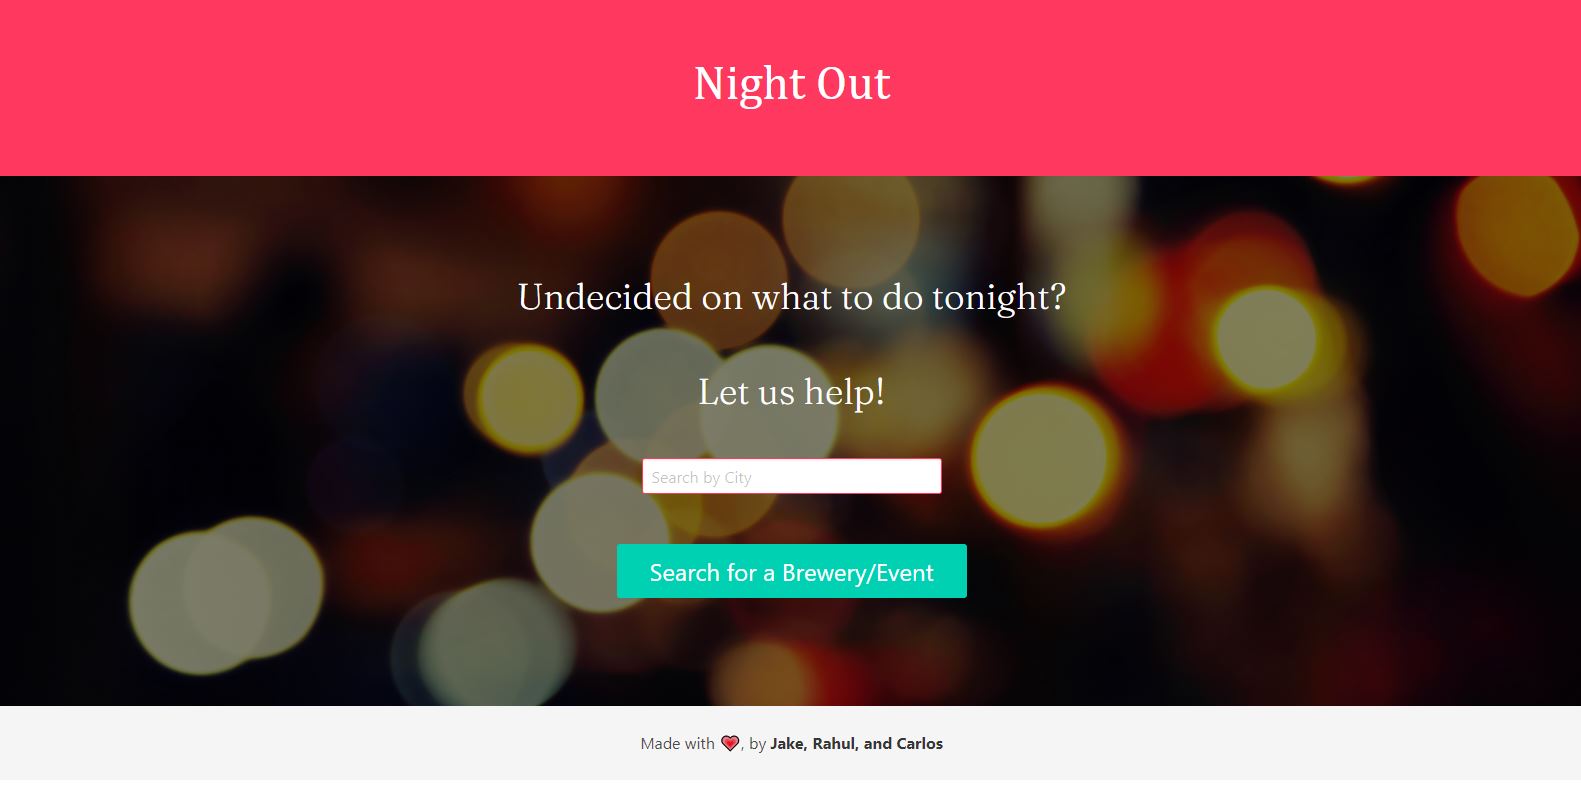 Night Out
Undecided on what to do tonight?
Let us help!
Search by City
Search for a Brewery/Event
Made with ❤️, by Jake, Rahul, and Carlos